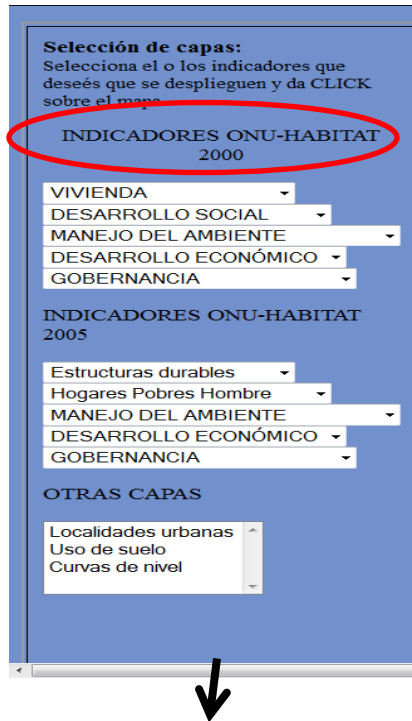 Selección de capas:
Selecciona el o los indicadores que
deseés que se desplieguen y da CLICK
sobre el mapa
INDICADORES ONU-HABITAT
2000
VIVIENDA
DESARROLLO SOCIAL
MANEJO DEL AMBIENTE
DESARROLLO ECONÓMICO
GOBERNANCIA
INDICADORES ONU-HABITAT
2005
Estructuras durables
Hogares Pobres Hombre
MANEJO DEL AMBIENTE
DESARROLLO ECONÓMICO
GOBERNANCIA
OTRAS CAPAS
Localidades urbanas
Uso de suelo
Curvas de nivel